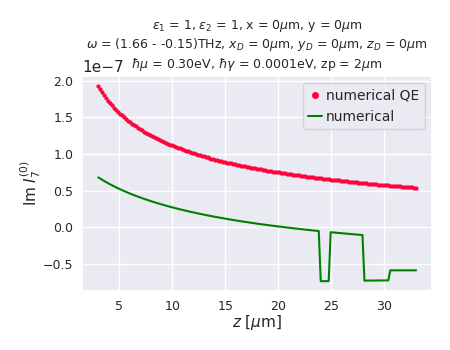 ε₁ = 1, ε₂ = 1, x = 0μm, y = 0μm
ω = (1.66 - -0.15)THz, x_D = 0μm, y_D = 0μm, z_D = 0μm
ħμ = 0.30eV, ħγ = 0.0001eV, zp = 2μm
1e−7
2.0
1.5
1.0
0.5
0.0
−0.5
Im I₇⁽⁰⁾
numerical QE
numerical
5 10 15 20 25 30
z [μm]